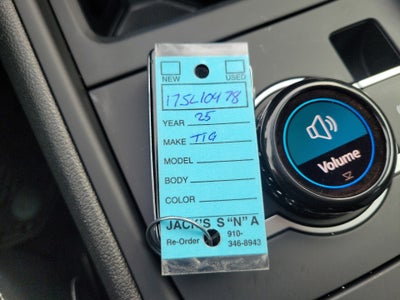 NEW USED
17SL10478
YEAR 25
MAKE TIG
MODEL
BODY
COLOR
JACK'S S "N" A
Re-Order 910-
346-8943
Volume